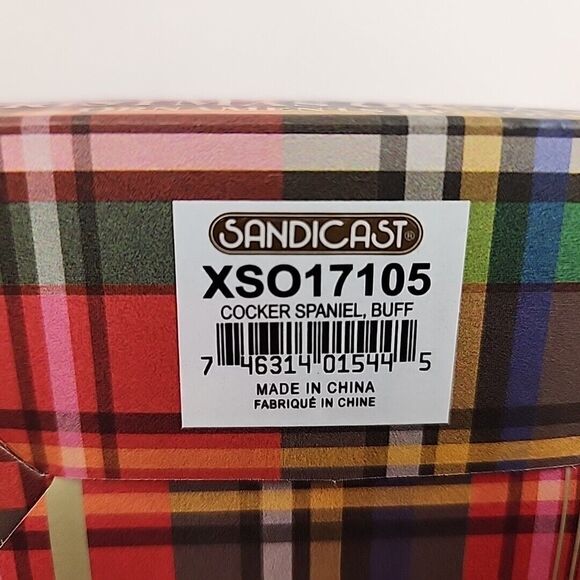 SANDICAST®
XSO17105
COCKER SPANIEL, BUFF
7 46314 01544 5
MADE IN CHINA
FABRIQUÉ IN CHINE